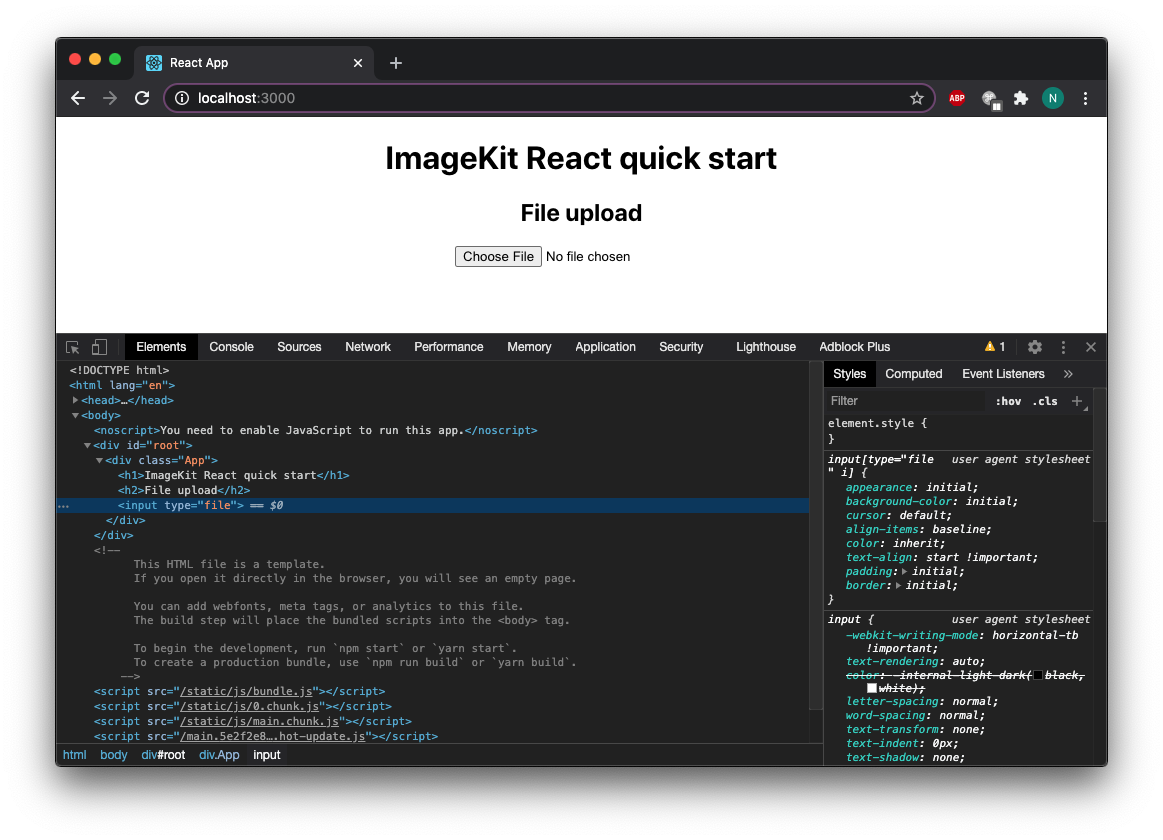 React App
localhost:3000
ABP
N
ImageKit React quick start
File upload
Choose File No file chosen
Elements Console Sources Network Performance Memory Application Security Lighthouse Adblock Plus 1
<!DOCTYPE html>
<html lang="en">
<head>…</head>
<body>
<noscript>You need to enable JavaScript to run this app.</noscript>
<div id="root">
<div class="App">
<h1>ImageKit React quick start</h1>
<h2>File upload</h2>
<input type="file"> == $0
</div>
</div>
<!--
This HTML file is a template.
If you open it directly in the browser, you will see an empty page.
You can add webfonts, meta tags, or analytics to this file.
The build step will place the bundled scripts into the <body> tag.
To begin the development, run `npm start` or `yarn start`.
To create a production bundle, use `npm run build` or `yarn build`.
-->
<script src="/static/js/bundle.js"></script>
<script src="/static/js/0.chunk.js"></script>
<script src="/static/js/main.chunk.js"></script>
<script src="/main.5e2f2e8….hot-update.js"></script>
html body div#root div.App input
Styles Computed Event Listeners »
Filter :hov .cls +
element.style {
}
input[type="file user agent stylesheet
" i] {
appearance: initial;
background-color: initial;
cursor: default;
align-items: baseline;
color: inherit;
text-align: start !important;
padding: initial;
border: initial;
}
input { user agent stylesheet
-webkit-writing-mode: horizontal-tb
!important;
text-rendering: auto;
color: -internal-light-dark( black,
white);
letter-spacing: normal;
word-spacing: normal;
text-transform: none;
text-indent: 0px;
text-shadow: none;